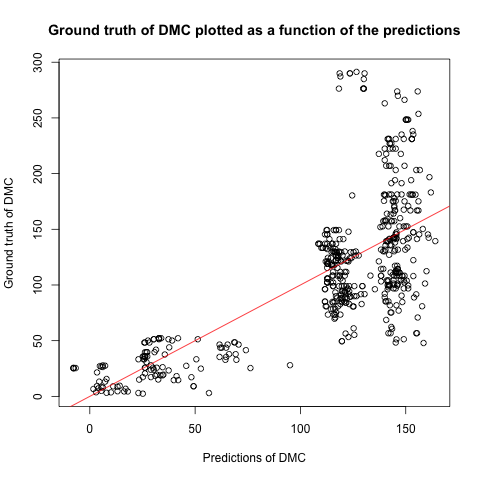 Ground truth of DMC plotted as a function of the predictions
Ground truth of DMC
300
250
200
150
100
50
0
0 50 100 150
Predictions of DMC